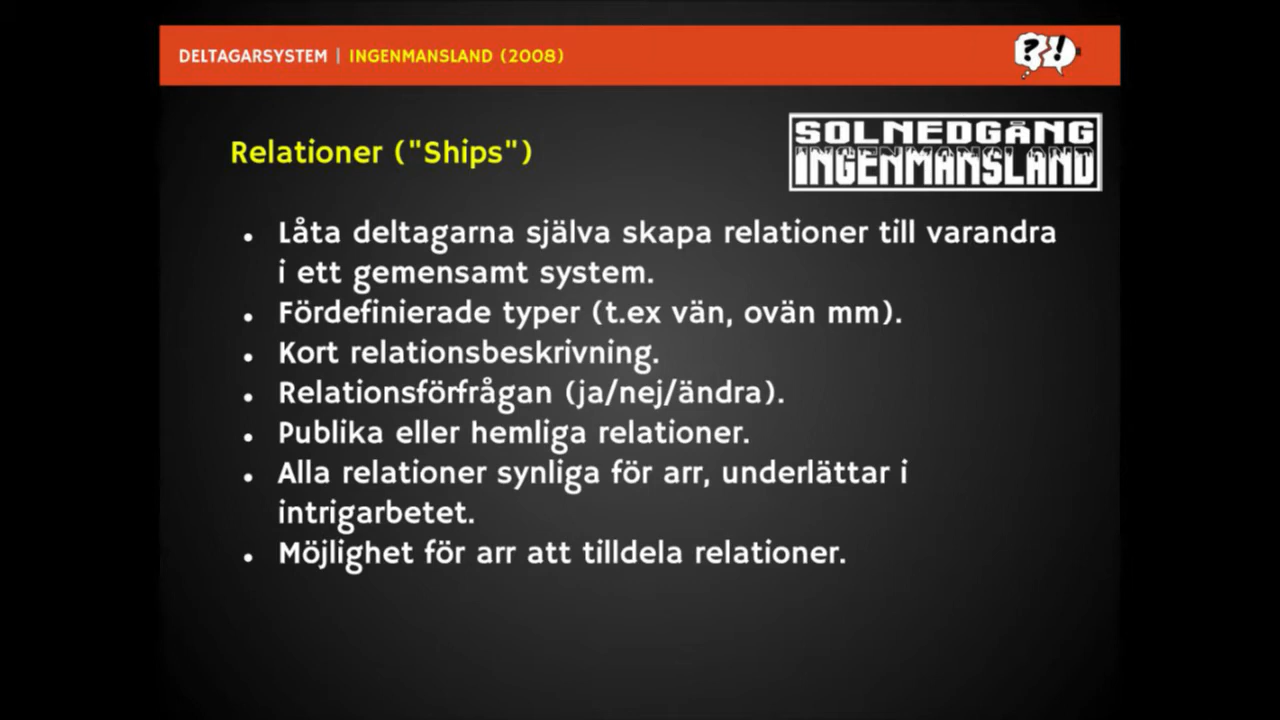 DELTAGARSYSTEM | INGENMANSLAND (2008)
?!
SOLNEDGÅNG
INGENMANSLAND
Relationer ("Ships")
• Låta deltagarna själva skapa relationer till varandra
i ett gemensamt system.
• Fördefinierade typer (t.ex vän, ovän mm).
• Kort relationsbeskrivning.
• Relationsförfrågan (ja/nej/ändra).
• Publika eller hemliga relationer.
• Alla relationer synliga för arr, underlättar i
intrigarbetet.
• Möjlighet för arr att tilldela relationer.